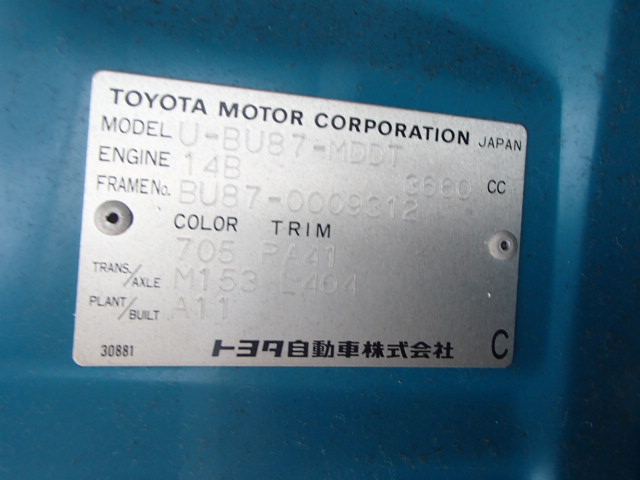 TOYOTA MOTOR CORPORATION JAPAN
MODEL U-BU87-MDDT
ENGINE 14B 3660 CC
FRAME No. BU87-0009312
COLOR TRIM
705 PA41
TRANS/AXLE M153 L404
PLANT/BUILT A11
30881 トヨタ自動車株式会社 C